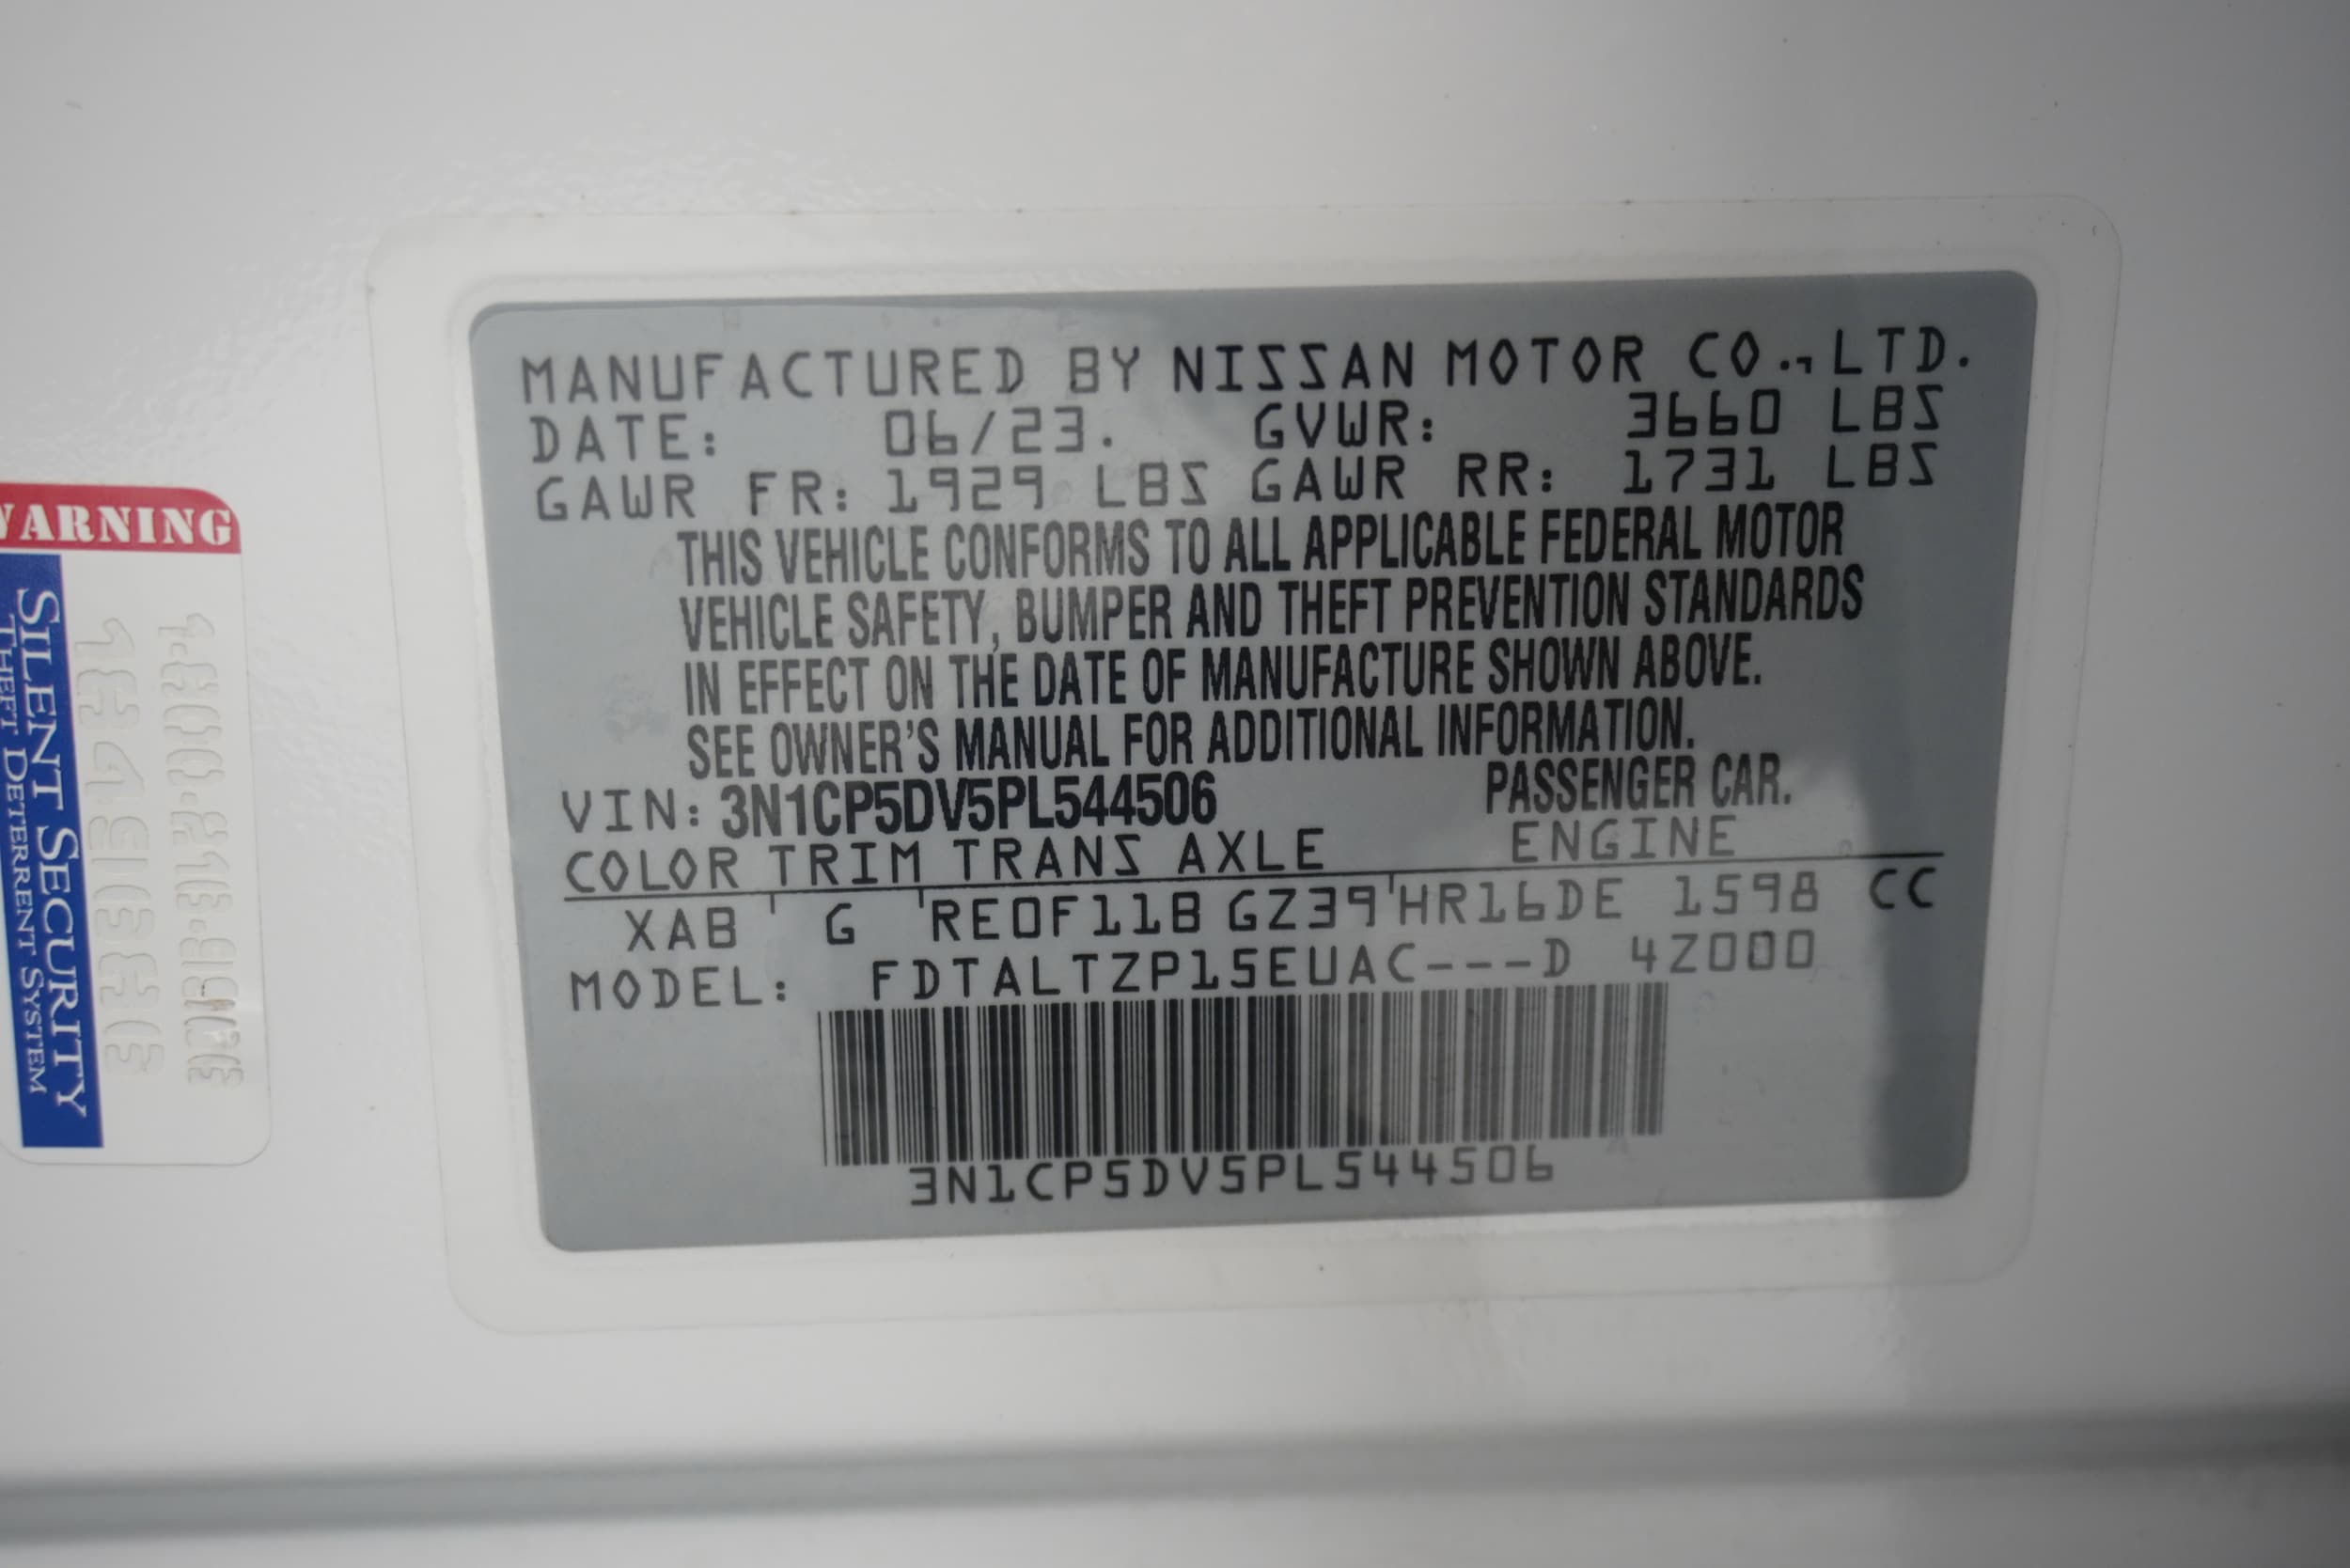 MANUFACTURED BY NISSAN MOTOR CO., LTD.
DATE: 06/23. GVWR: 3660 LBS
GAWR FR: 1929 LBS GAWR RR: 1731 LBS
THIS VEHICLE CONFORMS TO ALL APPLICABLE FEDERAL MOTOR
VEHICLE SAFETY, BUMPER AND THEFT PREVENTION STANDARDS
IN EFFECT ON THE DATE OF MANUFACTURE SHOWN ABOVE.
SEE OWNER'S MANUAL FOR ADDITIONAL INFORMATION.
VIN: 3N1CP5DV5PL544506 PASSENGER CAR.
COLOR TRIM TRANS AXLE ENGINE
XAB G RE0F11B GZ39 HR16DE 1598 CC
MODEL: FDTALTZP15EUAC---D 4Z000
3N1CP5DV5PL544506
WARNING
SILENT SECURITY
THEFT DETERRENT SYSTEM